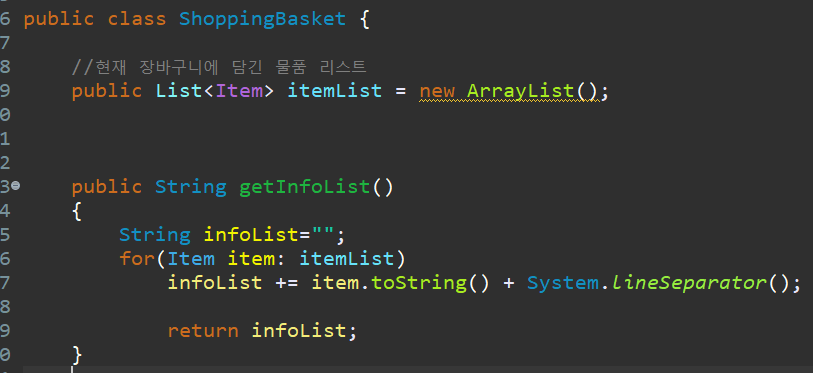 6 public class ShoppingBasket {
7
8 //현재 장바구니에 담긴 물품 리스트
9 public List<Item> itemList = new ArrayList();
0
1
2
3 public String getInfoList()
4 {
5 String infoList="";
6 for(Item item: itemList)
7 infoList += item.toString() + System.lineSeparator();
8
9 return infoList;
0 }